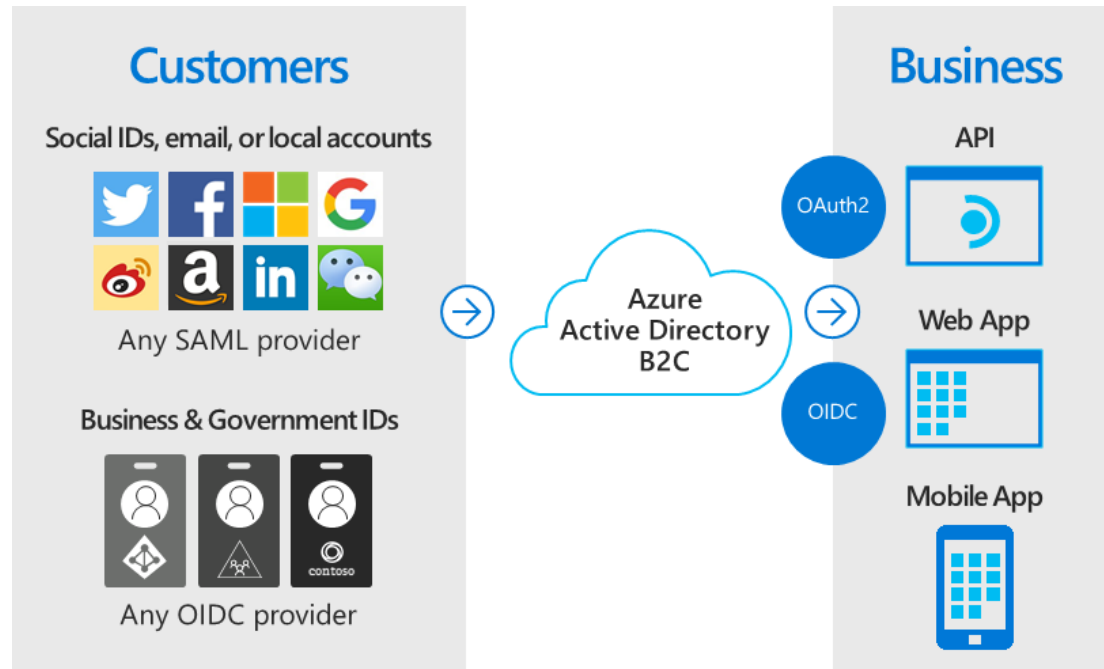 Customers
Social IDs, email, or local accounts
Any SAML provider
Business & Government IDs
contoso
Any OIDC provider
Azure
Active Directory
B2C
OAuth2
OIDC
Business
API
Web App
Mobile App